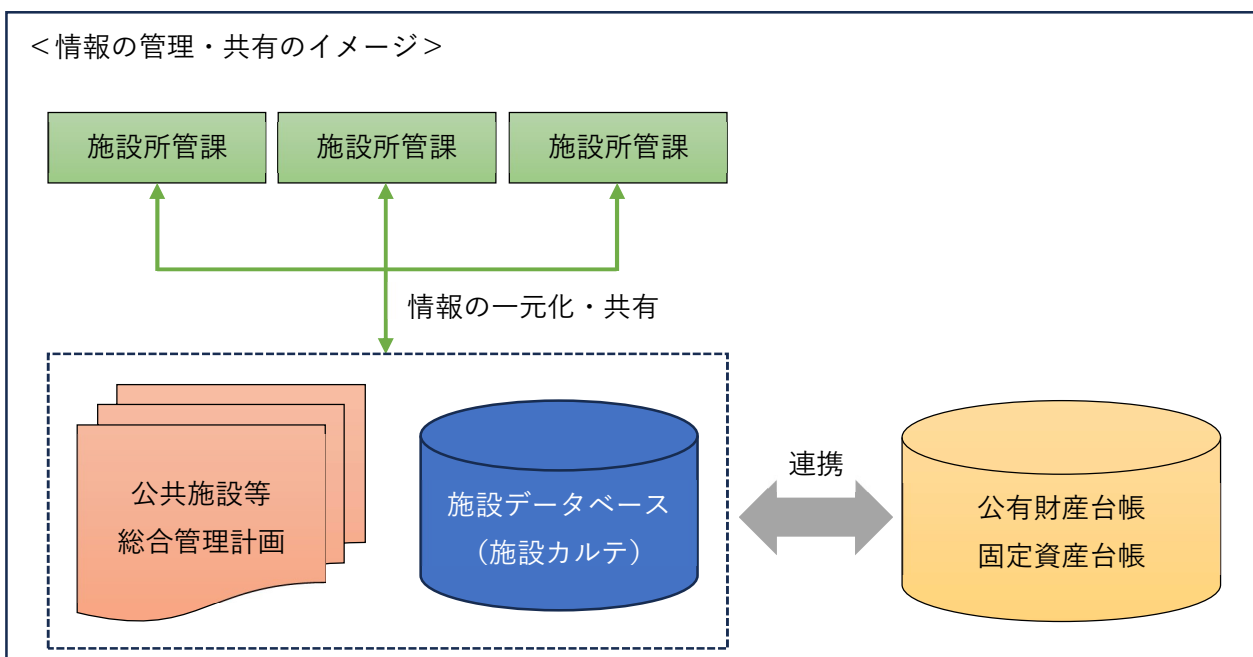 ＜情報の管理・共有のイメージ＞
施設所管課
施設所管課
施設所管課
情報の一元化・共有
公共施設等
総合管理計画
施設データベース
（施設カルテ）
連携
公有財産台帳
固定資産台帳